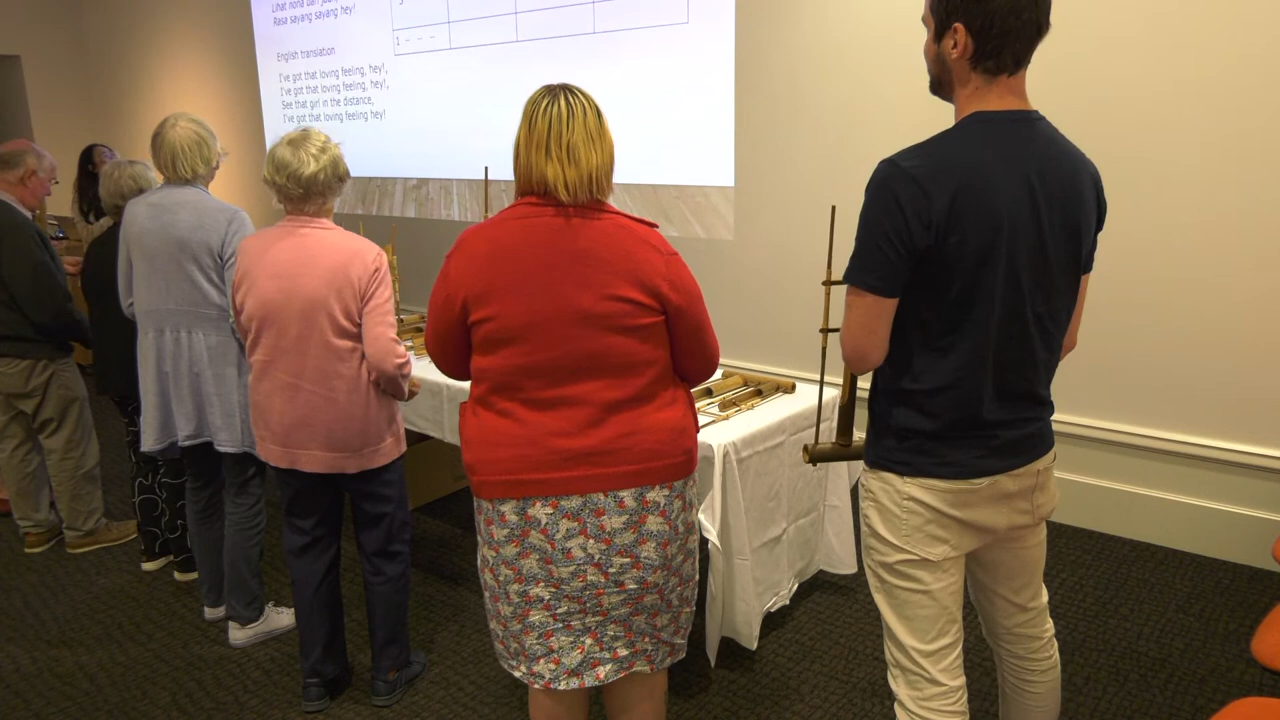 Lihat nona dari
Rasa sayang sayang hey!
1 – – –
English translation
I've got that loving feeling, hey!,
I've got that loving feeling, hey!,
See that girl in the distance,
I've got that loving feeling hey!